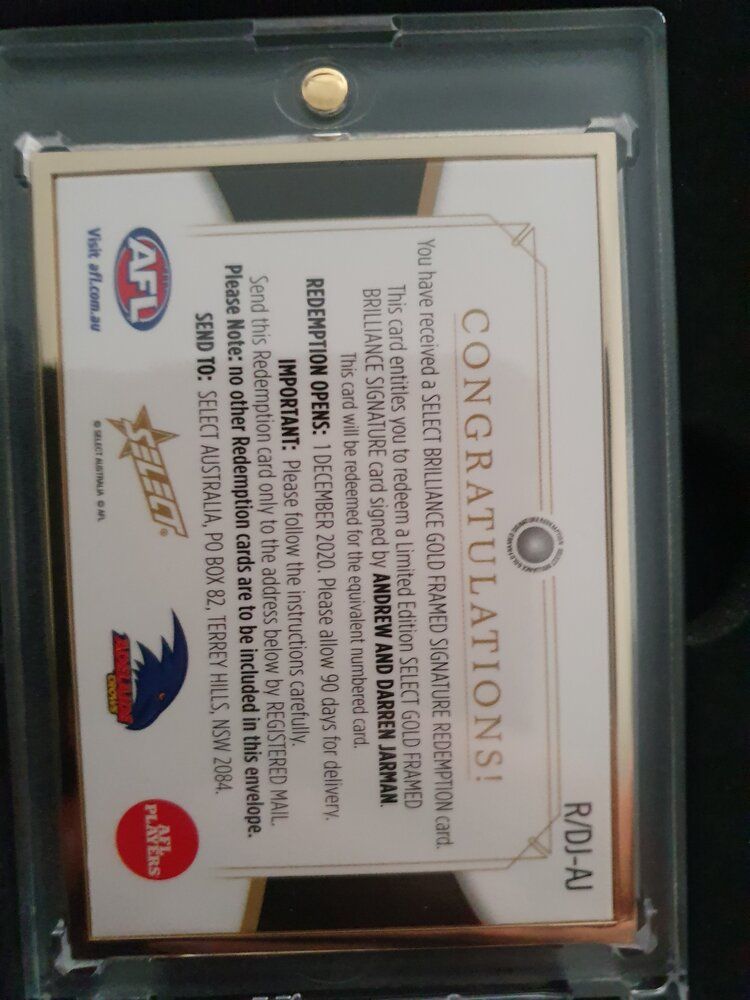 R/DJ-AJ
CONGRATULATIONS!
You have received a SELECT BRILLIANCE GOLD FRAMED SIGNATURE REDEMPTION card.
This card entitles you to redeem a Limited Edition SELECT GOLD FRAMED
BRILLIANCE SIGNATURE card signed by ANDREW AND DARREN JARMAN.
This card will be redeemed for the equivalent numbered card.
REDEMPTION OPENS: 1 DECEMBER 2020. Please allow 90 days for delivery.
IMPORTANT: Please follow the instructions carefully.
Send this Redemption card only to the address below by REGISTERED MAIL.
Please Note: no other Redemption cards are to be included in this envelope.
SEND TO: SELECT AUSTRALIA, PO BOX 82, TERREY HILLS, NSW 2084.
AFL
Visit afl.com.au
SELECT
© SELECT AUSTRALIA © AFL
ADELAIDE
CROWS
AFL
PLAYERS